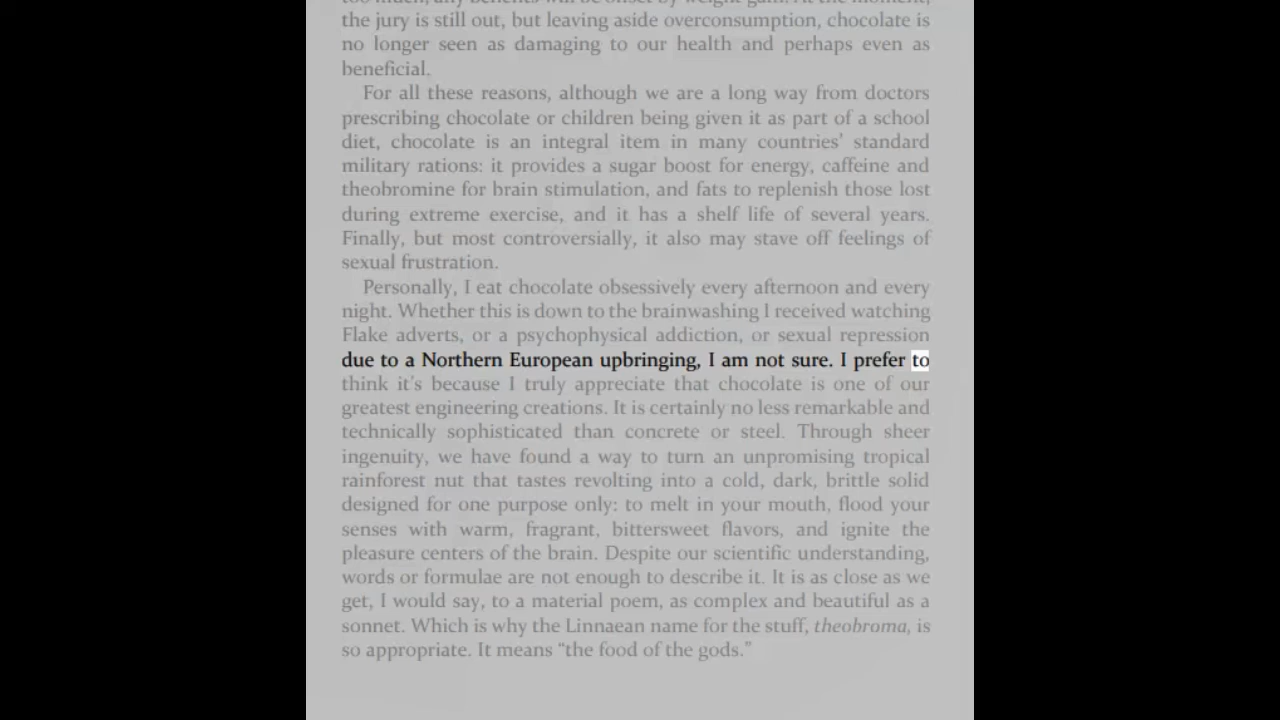 the jury is still out, but leaving aside overconsumption, chocolate is
no longer seen as damaging to our health and perhaps even as
beneficial.
For all these reasons, although we are a long way from doctors
prescribing chocolate or children being given it as part of a school
diet, chocolate is an integral item in many countries’ standard
military rations: it provides a sugar boost for energy, caffeine and
theobromine for brain stimulation, and fats to replenish those lost
during extreme exercise, and it has a shelf life of several years.
Finally, but most controversially, it also may stave off feelings of
sexual frustration.
Personally, I eat chocolate obsessively every afternoon and every
night. Whether this is down to the brainwashing I received watching
Flake adverts, or a psychophysical addiction, or sexual repression
due to a Northern European upbringing, I am not sure. I prefer to
think it’s because I truly appreciate that chocolate is one of our
greatest engineering creations. It is certainly no less remarkable and
technically sophisticated than concrete or steel. Through sheer
ingenuity, we have found a way to turn an unpromising tropical
rainforest nut that tastes revolting into a cold, dark, brittle solid
designed for one purpose only: to melt in your mouth, flood your
senses with warm, fragrant, bittersweet flavors, and ignite the
pleasure centers of the brain. Despite our scientific understanding,
words or formulae are not enough to describe it. It is as close as we
get, I would say, to a material poem, as complex and beautiful as a
sonnet. Which is why the Linnaean name for the stuff, theobroma, is
so appropriate. It means “the food of the gods.”